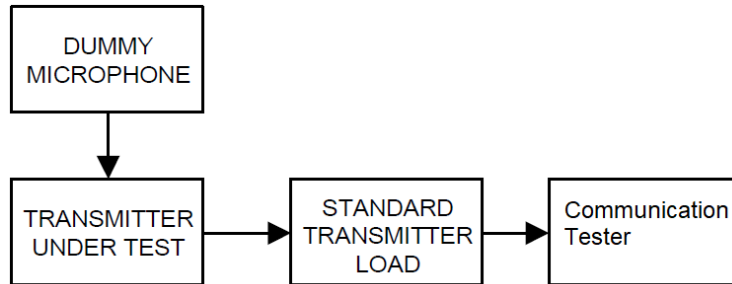 DUMMY
MICROPHONE
TRANSMITTER
UNDER TEST
STANDARD
TRANSMITTER
LOAD
Communication
Tester